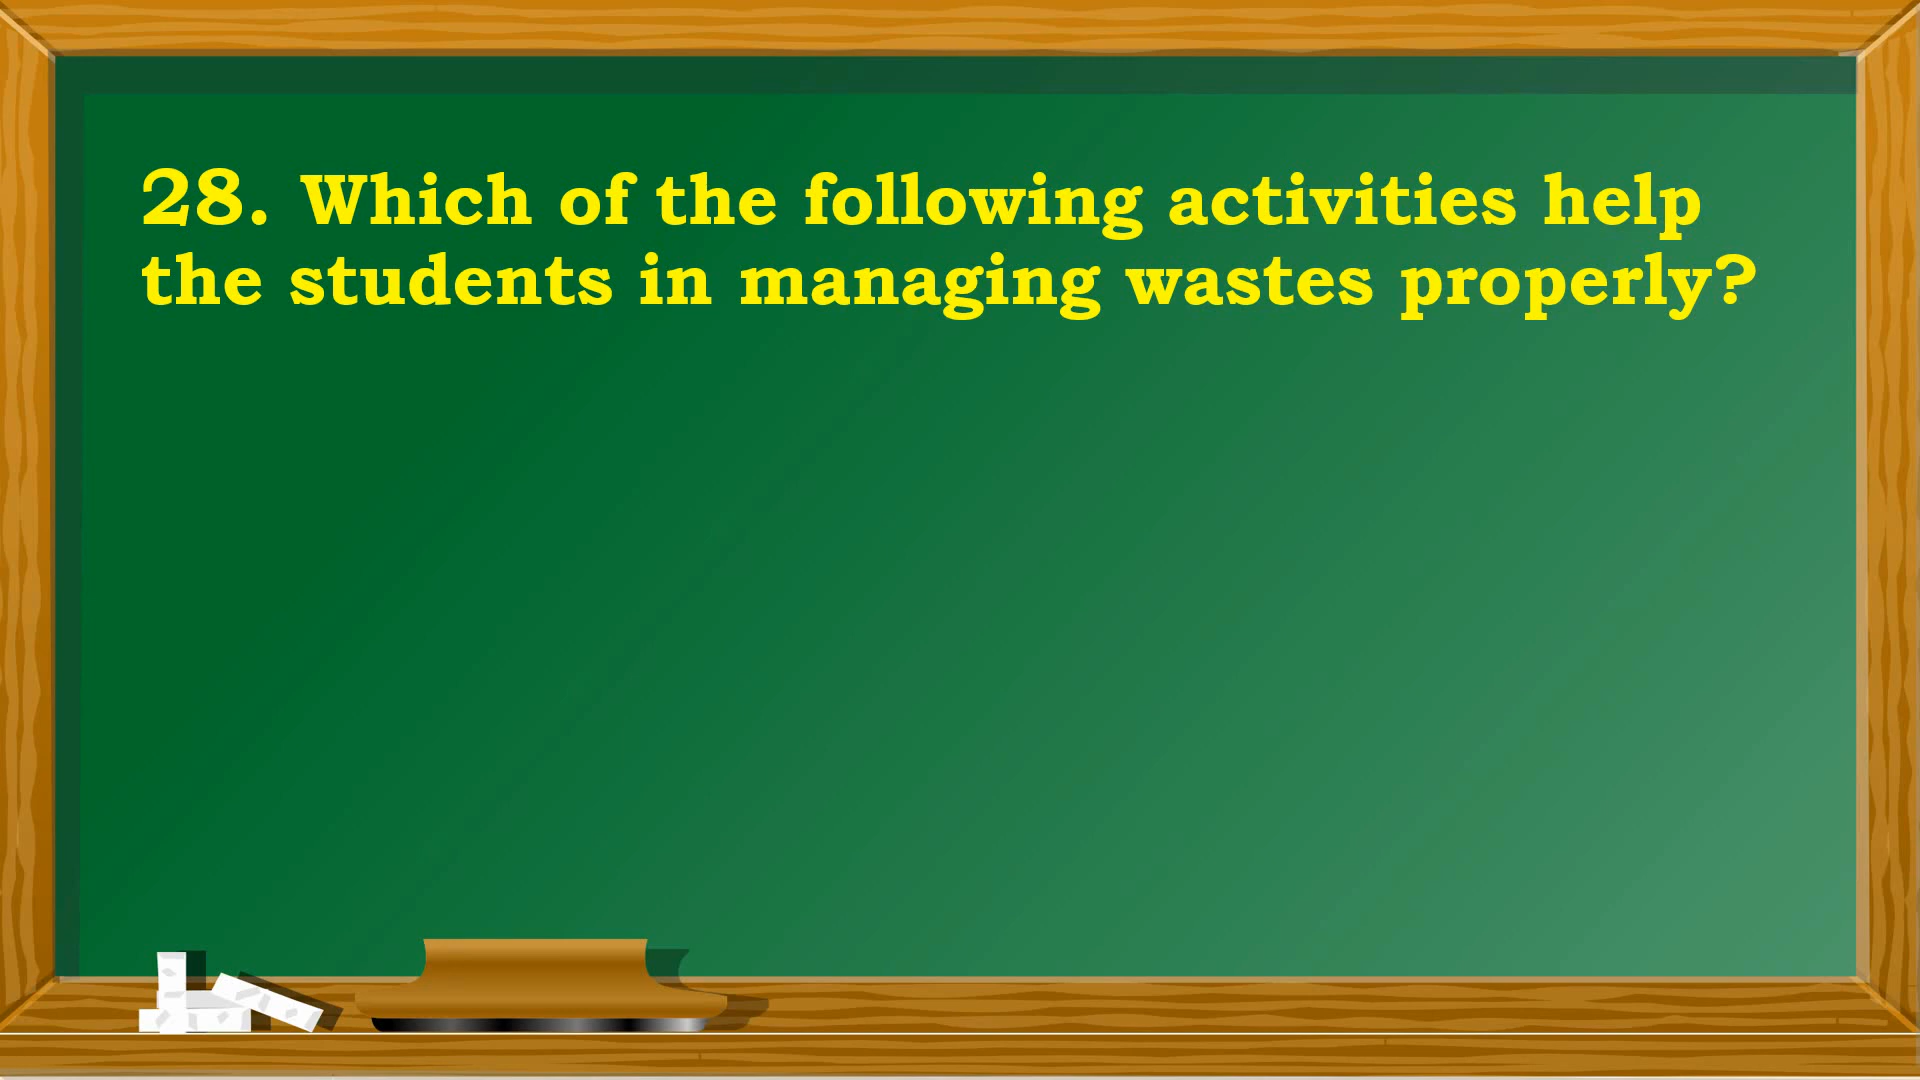 28. Which of the following activities help
the students in managing wastes properly?